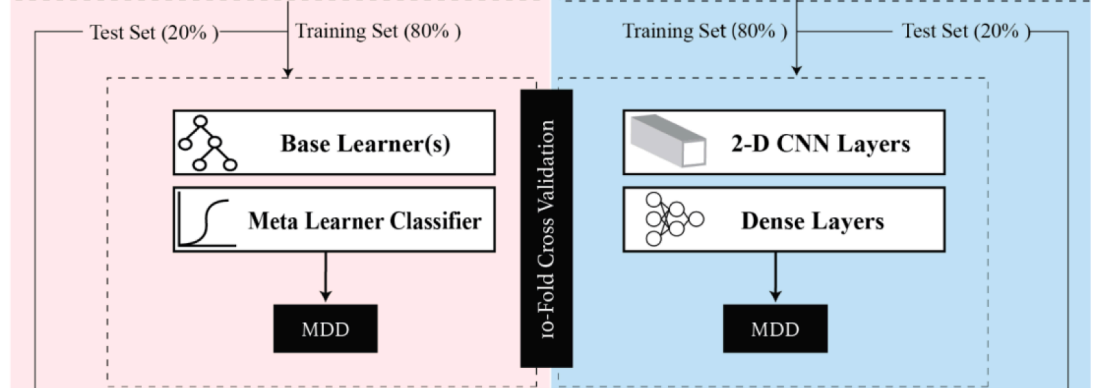 Test Set (20% )
Training Set (80% )
Training Set (80% )
Test Set (20% )
Base Learner(s)
Meta Learner Classifier
MDD
10-Fold Cross Validation
2-D CNN Layers
Dense Layers
MDD